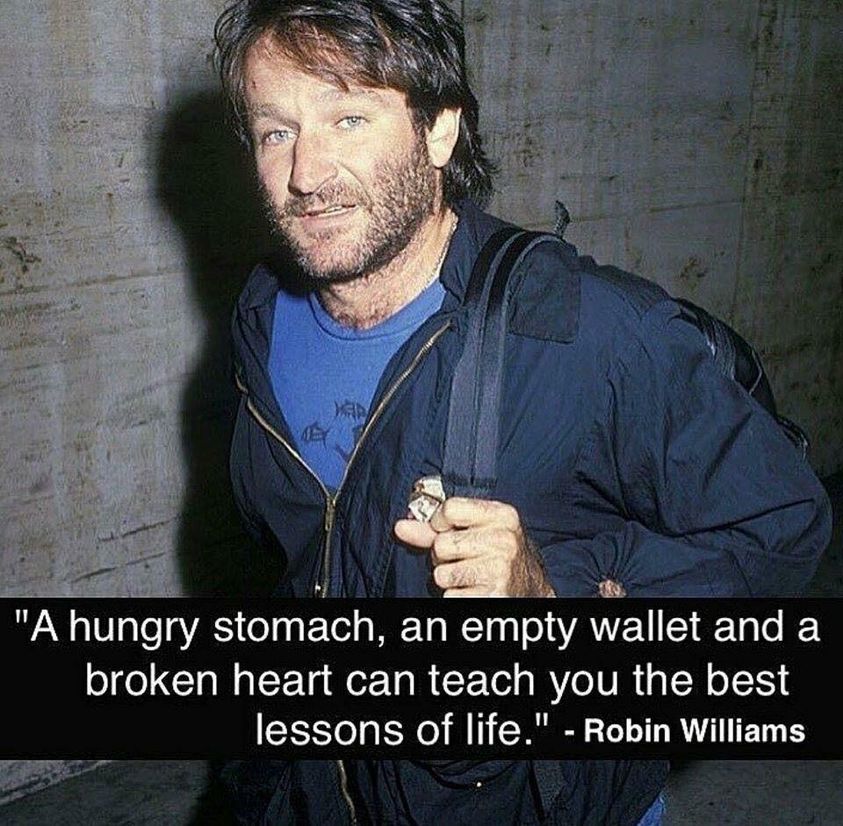 "A hungry stomach, an empty wallet and a
broken heart can teach you the best
lessons of life." - Robin Williams